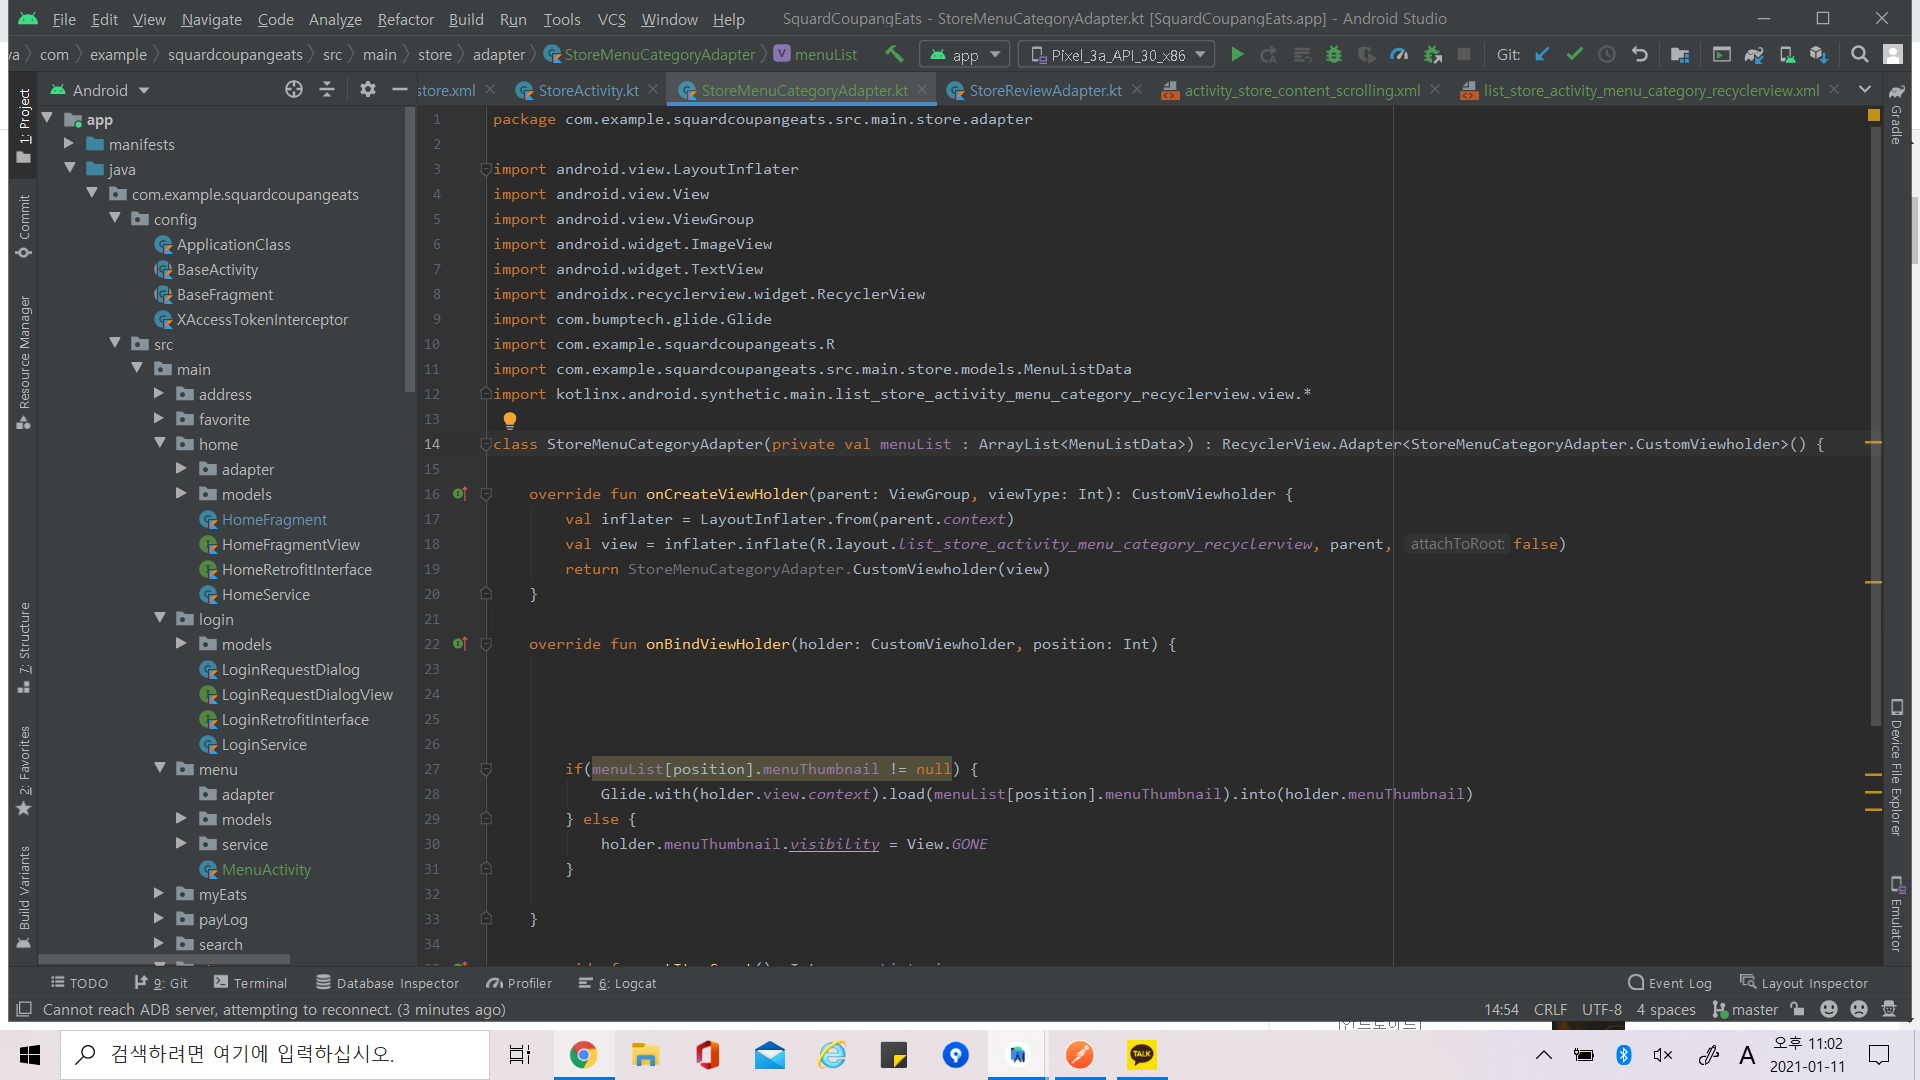 File Edit View Navigate Code Analyze Refactor Build Run Tools VCS Window Help SquardCoupangEats - StoreMenuCategoryAdapter.kt [SquardCoupangEats.app] - Android Studio
va com example squardcoupangeats src main store adapter StoreMenuCategoryAdapter V menuList app Pixel_3a_API_30_x86 Git:
Android store.xml StoreActivity.kt StoreMenuCategoryAdapter.kt StoreReviewAdapter.kt activity_store_content_scrolling.xml list_store_activity_menu_category_recyclerview.xml
1: Project
Commit
Resource Manager
7: Structure
2: Favorites
Build Variants
app
manifests
java
com.example.squardcoupangeats
config
ApplicationClass
BaseActivity
BaseFragment
XAccessTokenInterceptor
src
main
address
favorite
home
adapter
models
HomeFragment
HomeFragmentView
HomeRetrofitInterface
HomeService
login
models
LoginRequestDialog
LoginRequestDialogView
LoginRetrofitInterface
LoginService
menu
adapter
models
service
MenuActivity
myEats
payLog
search
1 package com.example.squardcoupangeats.src.main.store.adapter
2
3 import android.view.LayoutInflater
4 import android.view.View
5 import android.view.ViewGroup
6 import android.widget.ImageView
7 import android.widget.TextView
8 import androidx.recyclerview.widget.RecyclerView
9 import com.bumptech.glide.Glide
10 import com.example.squardcoupangeats.R
11 import com.example.squardcoupangeats.src.main.store.models.MenuListData
12 import kotlinx.android.synthetic.main.list_store_activity_menu_category_recyclerview.view.*
13
14 class StoreMenuCategoryAdapter(private val menuList : ArrayList<MenuListData>) : RecyclerView.Adapter<StoreMenuCategoryAdapter.CustomViewholder>() {
15
16 override fun onCreateViewHolder(parent: ViewGroup, viewType: Int): CustomViewholder {
17 val inflater = LayoutInflater.from(parent.context)
18 val view = inflater.inflate(R.layout.list_store_activity_menu_category_recyclerview, parent, attachToRoot: false)
19 return StoreMenuCategoryAdapter.CustomViewholder(view)
20 }
21
22 override fun onBindViewHolder(holder: CustomViewholder, position: Int) {
23
24
25
26
27 if(menuList[position].menuThumbnail != null) {
28 Glide.with(holder.view.context).load(menuList[position].menuThumbnail).into(holder.menuThumbnail)
29 } else {
30 holder.menuThumbnail.visibility = View.GONE
31 }
32
33 }
34
Gradle
Device File Explorer
Emulator
TODO 9: Git Terminal Database Inspector Profiler 6: Logcat Event Log Layout Inspector
Cannot reach ADB server, attempting to reconnect. (3 minutes ago) 14:54 CRLF UTF-8 4 spaces master
검색하려면 여기에 입력하십시오. TALK A 오후 11:02
2021-01-11